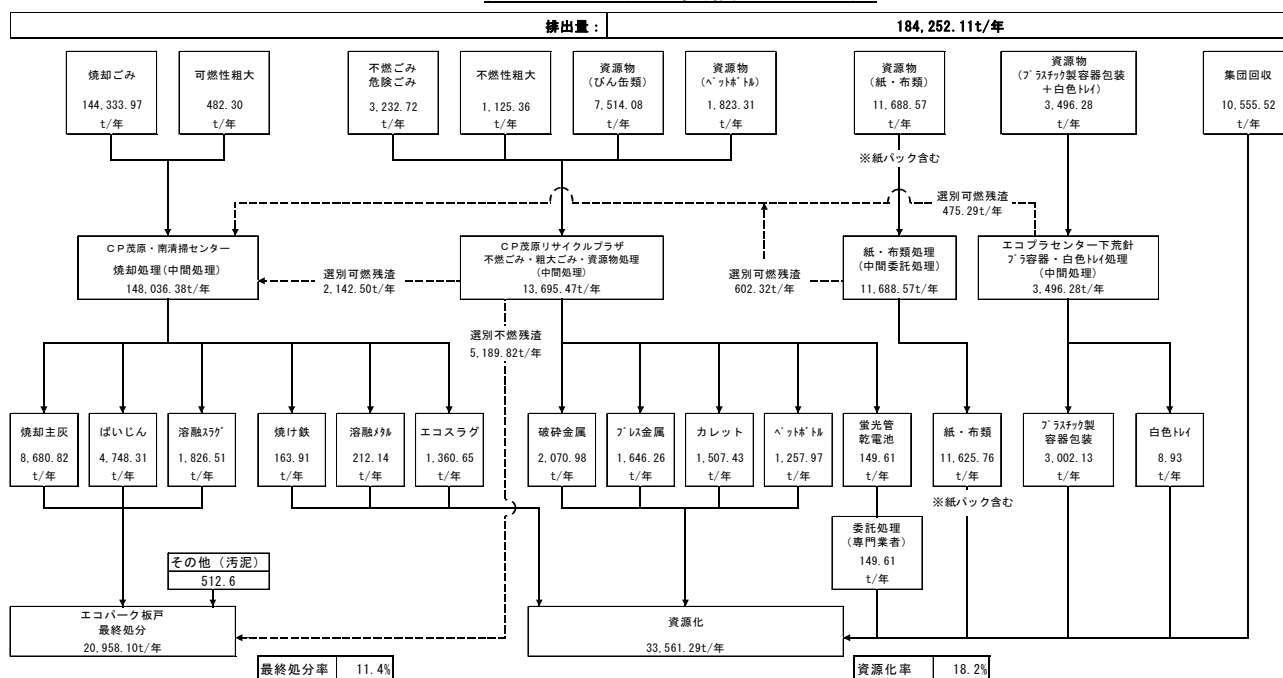 排出量：
184,252.11t/年
焼却ごみ
144,333.97
t/年
可燃性粗大
482.30
t/年
不燃ごみ
危険ごみ
3,232.72
t/年
不燃性粗大
1,125.36
t/年
資源物
(びん缶類)
7,514.08
t/年
資源物
(ﾍﾟｯﾄﾎﾞﾄﾙ)
1,823.31
t/年
資源物
(紙・布類)
11,688.57
t/年
資源物
(ﾌﾟﾗｽﾁｯｸ製容器包装
＋白色ﾄﾚｲ)
3,496.28
t/年
集団回収
10,555.52
t/年
※紙パック含む
選別可燃残渣
475.29t/年
ＣＰ茂原・南清掃センター
焼却処理(中間処理)
148,036.38t/年
選別可燃残渣
2,142.50t/年
ＣＰ茂原リサイクルプラザ
不燃ごみ・粗大ごみ・資源物処理
(中間処理)
13,695.47t/年
選別可燃残渣
602.32t/年
紙・布類処理
(中間委託処理)
11,688.57t/年
エコプラセンター下荒針
ﾌﾟﾗ容器・白色ﾄﾚｲ処理
(中間処理)
3,496.28t/年
選別不燃残渣
5,189.82t/年
焼却主灰
8,680.82
t/年
ばいじん
4,748.31
t/年
溶融ｽﾗｸﾞ
1,826.51
t/年
焼け鉄
163.91
t/年
溶融ﾒﾀﾙ
212.14
t/年
エコスラグ
1,360.65
t/年
破砕金属
2,070.98
t/年
ﾌﾟﾚｽ金属
1,646.26
t/年
カレット
1,507.43
t/年
ﾍﾟｯﾄﾎﾞﾄﾙ
1,257.97
t/年
蛍光管
乾電池
149.61
t/年
紙・布類
11,625.76
t/年
ﾌﾟﾗｽﾁｯｸ製
容器包装
3,002.13
t/年
白色ﾄﾚｲ
8.93
t/年
※紙パック含む
委託処理
(専門業者)
149.61
t/年
その他（汚泥）
512.6
エコパーク板戸
最終処分
20,958.10t/年
資源化
33,561.29t/年
最終処分率
11.4%
資源化率
18.2%